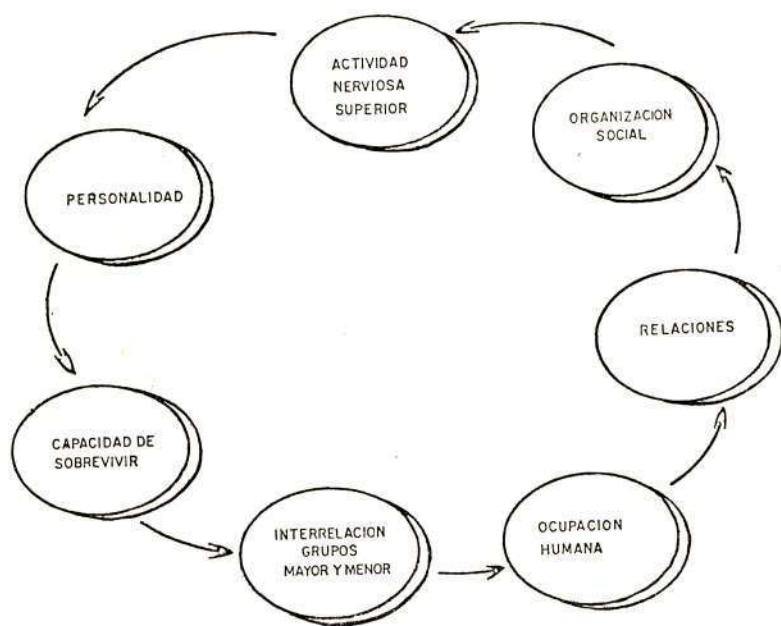 ACTIVIDAD
NERVIOSA
SUPERIOR
ORGANIZACION
SOCIAL
PERSONALIDAD
RELACIONES
CAPACIDAD DE
SOBREVIVIR
INTERRELACION
GRUPOS
MAYOR Y MENOR
OCUPACION
HUMANA